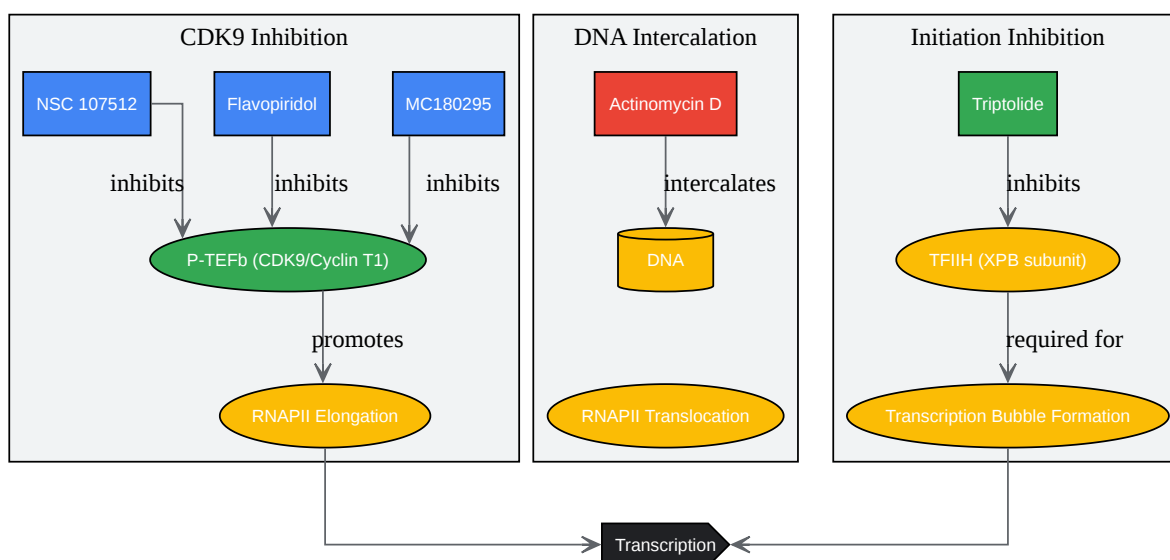 CDK9 Inhibition
DNA Intercalation
Initiation Inhibition
NSC 107512
Flavopiridol
MC180295
Actinomycin D
Triptolide
inhibits
inhibits
inhibits
intercalates
inhibits
P-TEFb (CDK9/Cyclin T1)
DNA
TFIIH (XPB subunit)
promotes
required for
RNAPII Elongation
RNAPII Translocation
Transcription Bubble Formation
Transcription